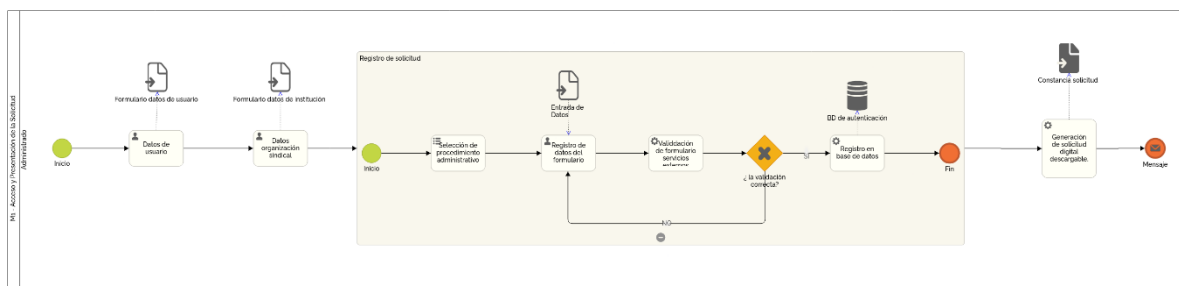 M1 - Acceso y Presentación de la Solicitud
Administrado
Inicio
Formulario datos de usuario
Datos de
usuario
Formulario datos de institución
Datos
organización
sindical
Registro de solicitud
Inicio
Selección de
procedimiento
administrativo
Entrada de
Datos
Registro de
datos del
formulario
Validación de
formulario
servicios
¿ la validación
correcta?
NO
SI
BD de autenticación
Registro en
base de datos
Fin
Constancia solicitud
Generación
de solicitud
digital
descargable.
Mensaje